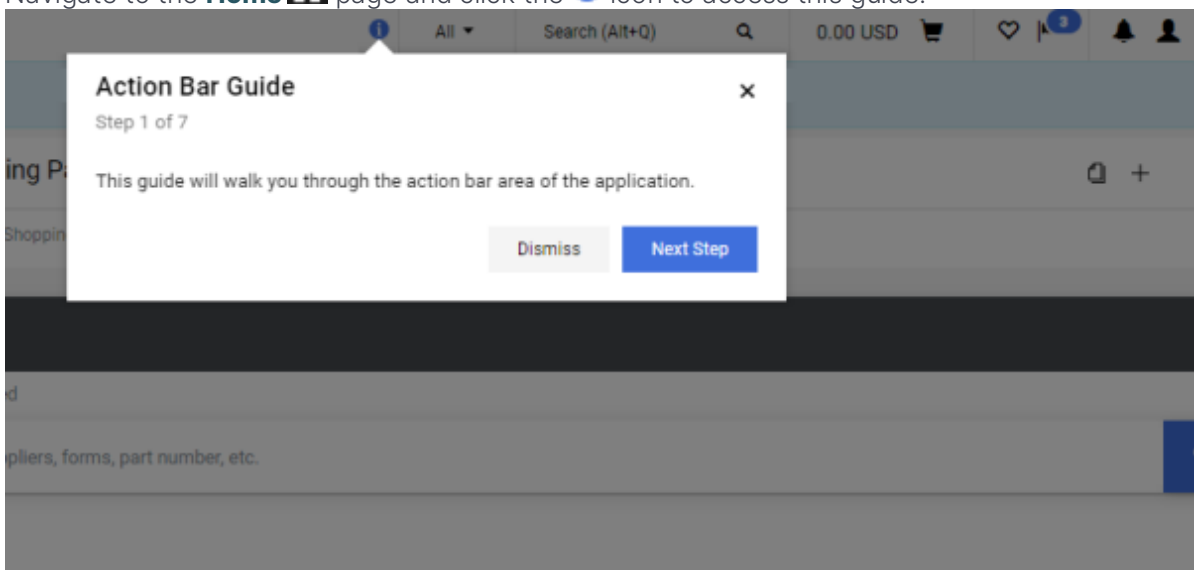 Navigate to the Home page and click the icon to access this guide.
All Search (Alt+Q) 0.00 USD 3
Action Bar Guide
Step 1 of 7
ing P
This guide will walk you through the action bar area of the application.
Shoppin
Dismiss Next Step
ed
pliers, forms, part number, etc.